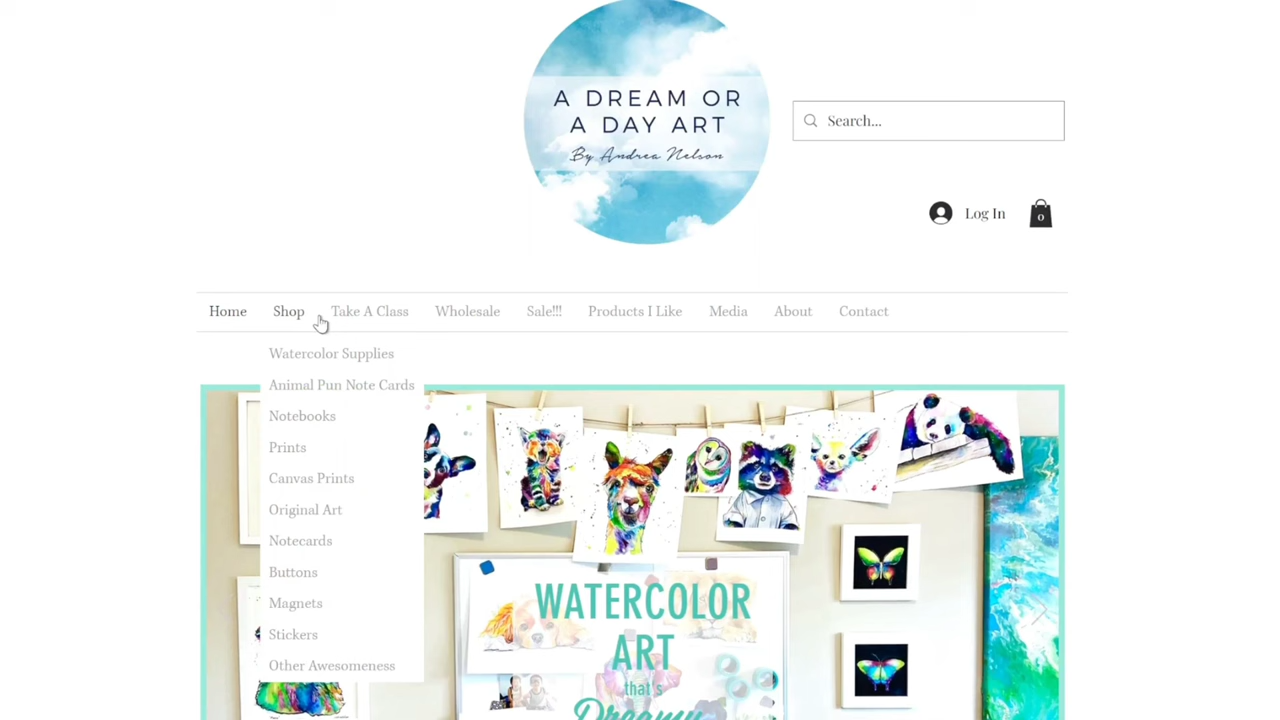 A DREAM OR
A DAY ART
By Andrea Nelson
Search...
Log In
0
Home Shop Take A Class Wholesale Sale!!! Products I Like Media About Contact
Watercolor Supplies
Animal Pun Note Cards
Notebooks
Prints
Canvas Prints
Original Art
Notecards
Buttons
Magnets
Stickers
Other Awesomeness
WATERCOLOR
ART
that's
Dreamy